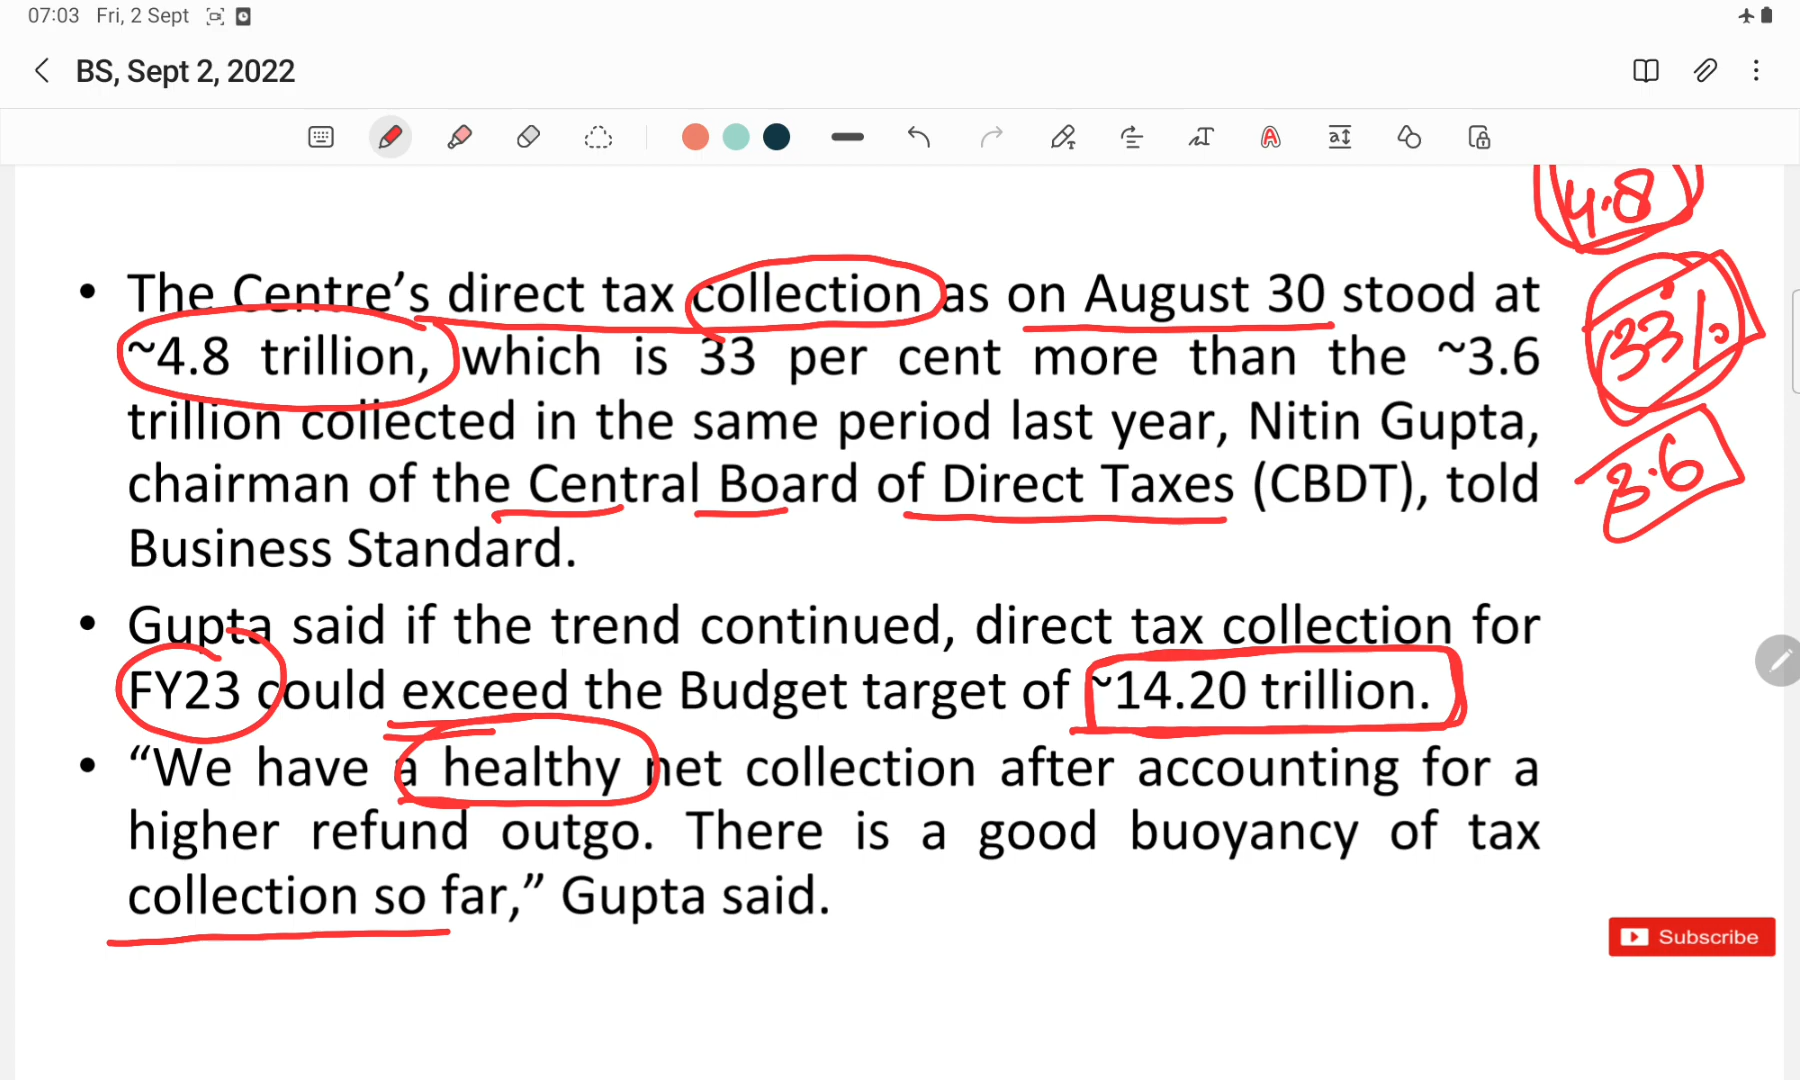 07:03 Fri, 2 Sept
BS, Sept 2, 2022
4.8
• The Centre's direct tax collection as on August 30 stood at
~4.8 trillion, which is 33 per cent more than the ~3.6
trillion collected in the same period last year, Nitin Gupta,
chairman of the Central Board of Direct Taxes (CBDT), told
Business Standard.
33%
3.6
• Gupta said if the trend continued, direct tax collection for
FY23 could exceed the Budget target of ~14.20 trillion.
• “We have a healthy net collection after accounting for a
higher refund outgo. There is a good buoyancy of tax
collection so far,” Gupta said.
Subscribe